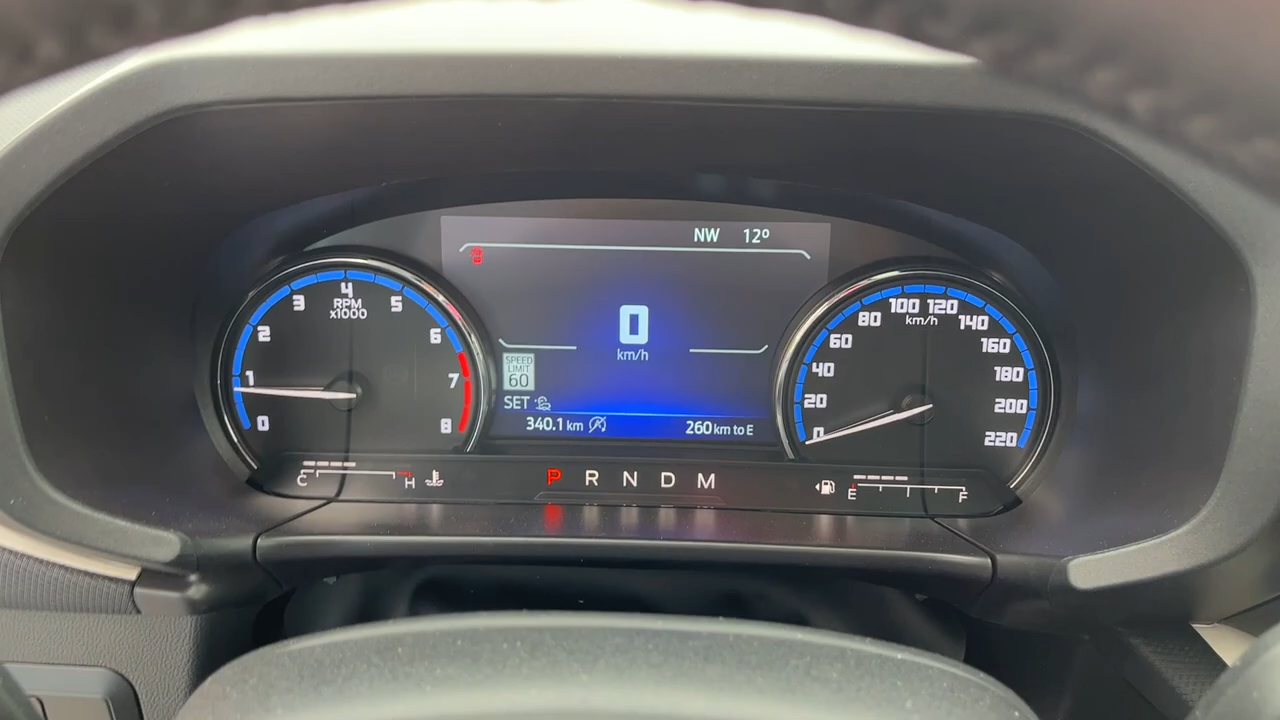 NW 12°
4
3 5
RPM
x1000
2 6
1 7
0 8
0
km/h
SPEED
LIMIT
60
SET
340.1 km
260 km to E
100 120
80 140
km/h
60 160
40 180
20 200
0 220
C H
P R N D M
E F